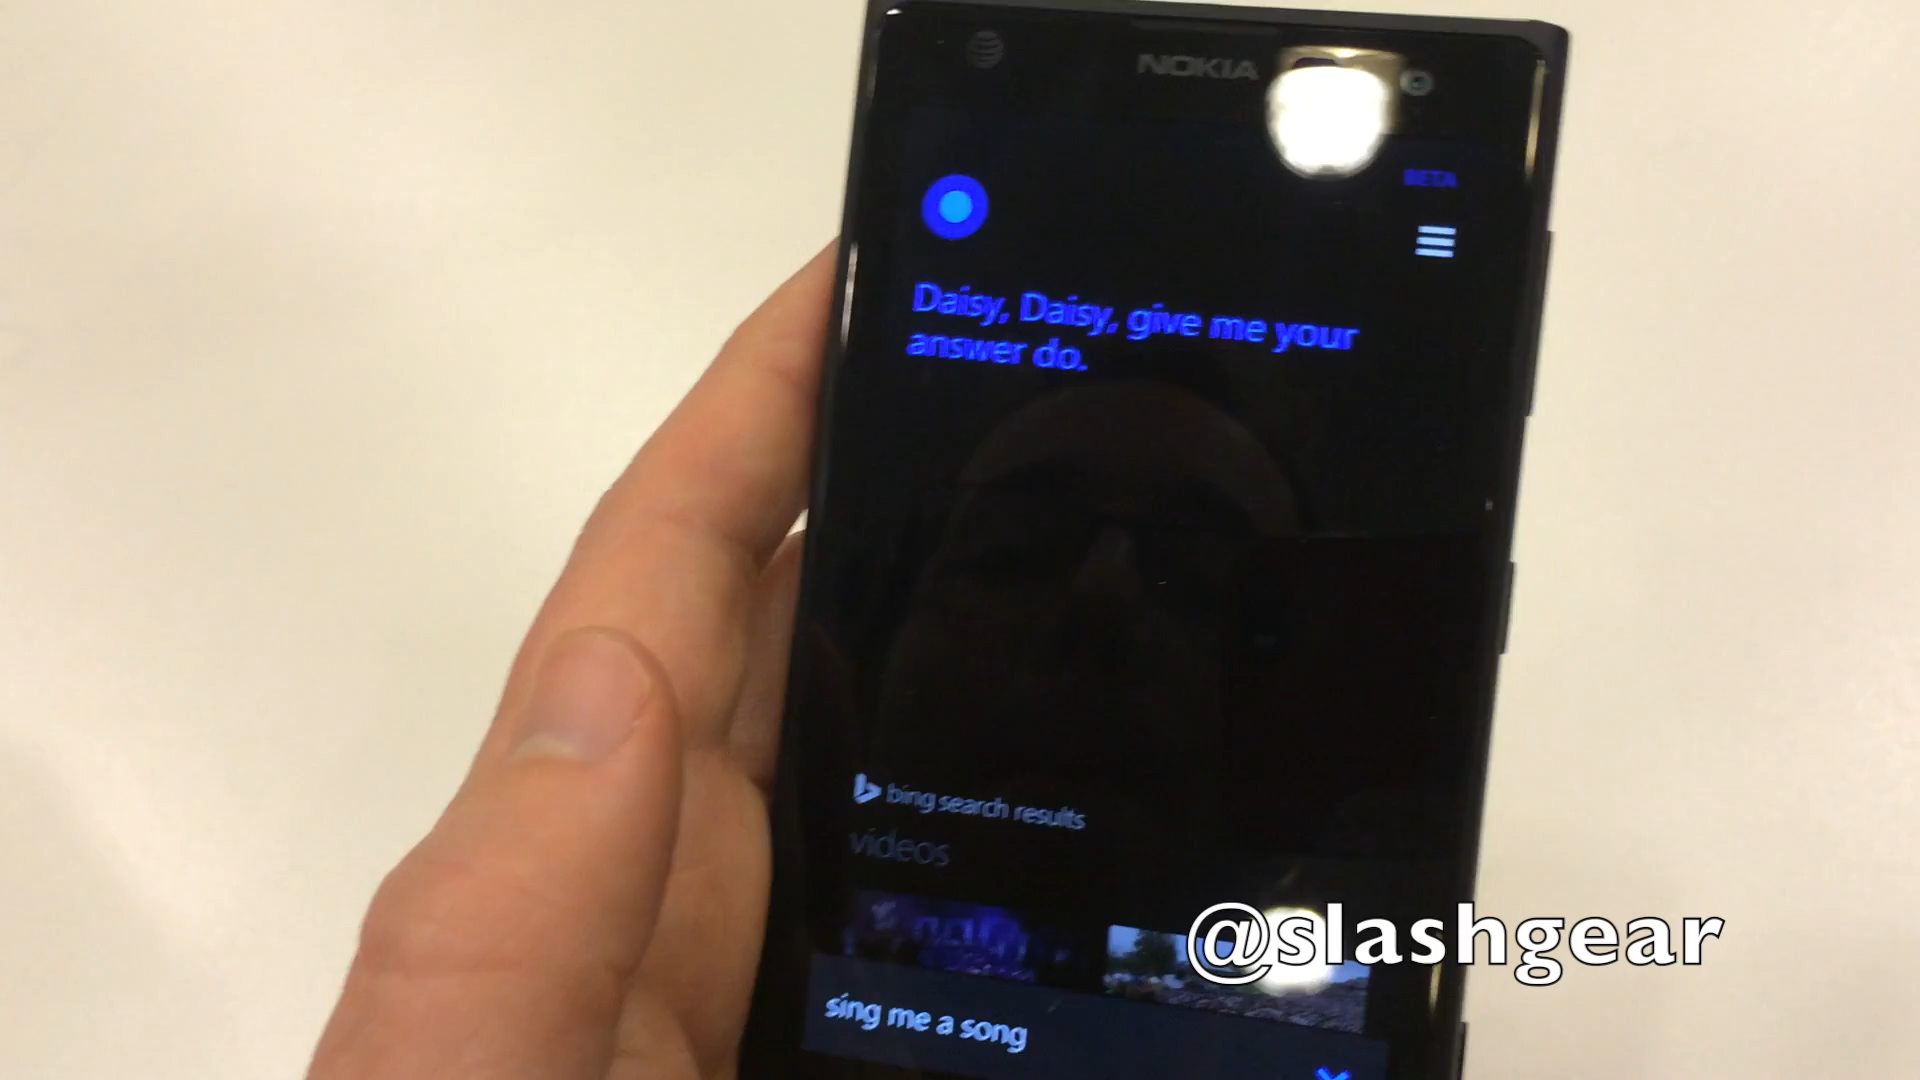 NOKIA
BETA
Daisy, Daisy, give me your
answer do.
bing search results
videos
@slashgear
sing me a song